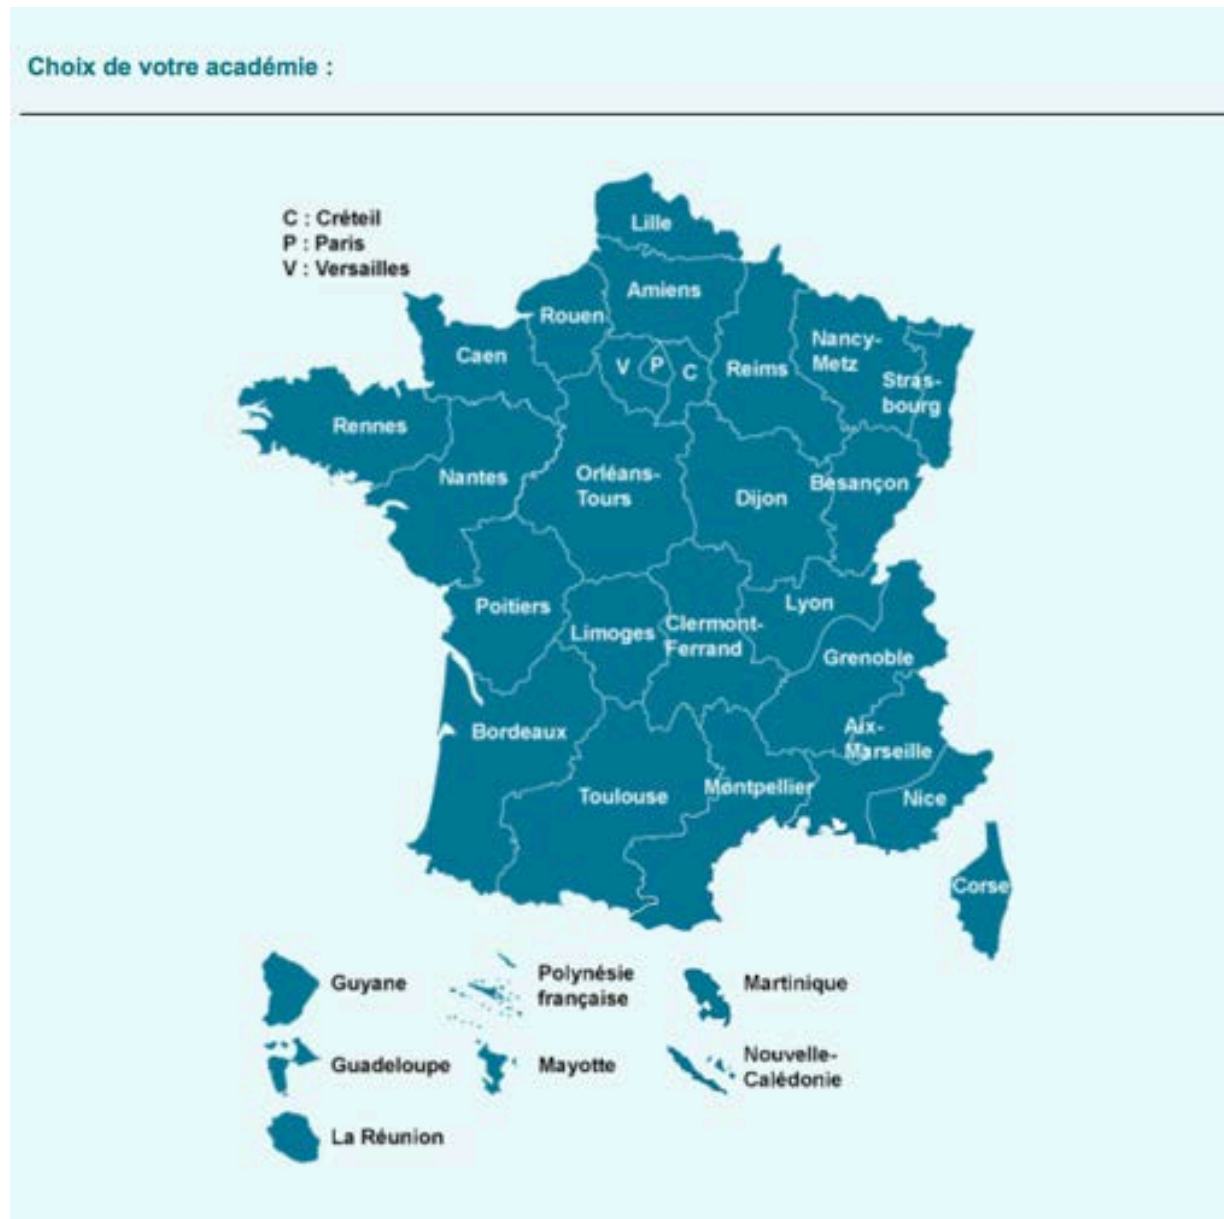 Choix de votre académie :
C : Créteil
P : Paris
V : Versailles
Lille
Amiens
Rouen
Caen
V
P
C
Reims
Nancy-
Metz
Stras-
bourg
Rennes
Nantes
Orléans-
Tours
Dijon
Besançon
Poitiers
Limoges
Clermont-
Ferrand
Lyon
Grenoble
Bordeaux
Aix-
Marseille
Toulouse
Montpellier
Nice
Corse
Guyane
Polynésie
française
Martinique
Guadeloupe
Mayotte
Nouvelle-
Calédonie
La Réunion